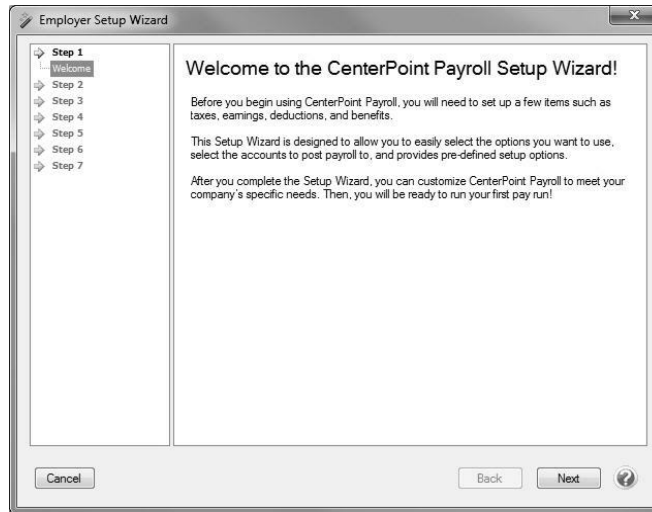 Employer Setup Wizard
Step 1
Welcome
Step 2
Step 3
Step 4
Step 5
Step 6
Step 7
Welcome to the CenterPoint Payroll Setup Wizard!
Before you begin using CenterPoint Payroll, you will need to set up a few items such as
taxes, earnings, deductions, and benefits.
This Setup Wizard is designed to allow you to easily select the options you want to use,
select the accounts to post payroll to, and provides pre-defined setup options.
After you complete the Setup Wizard, you can customize CenterPoint Payroll to meet your
company's specific needs. Then, you will be ready to run your first pay run!
Cancel
Back
Next
?